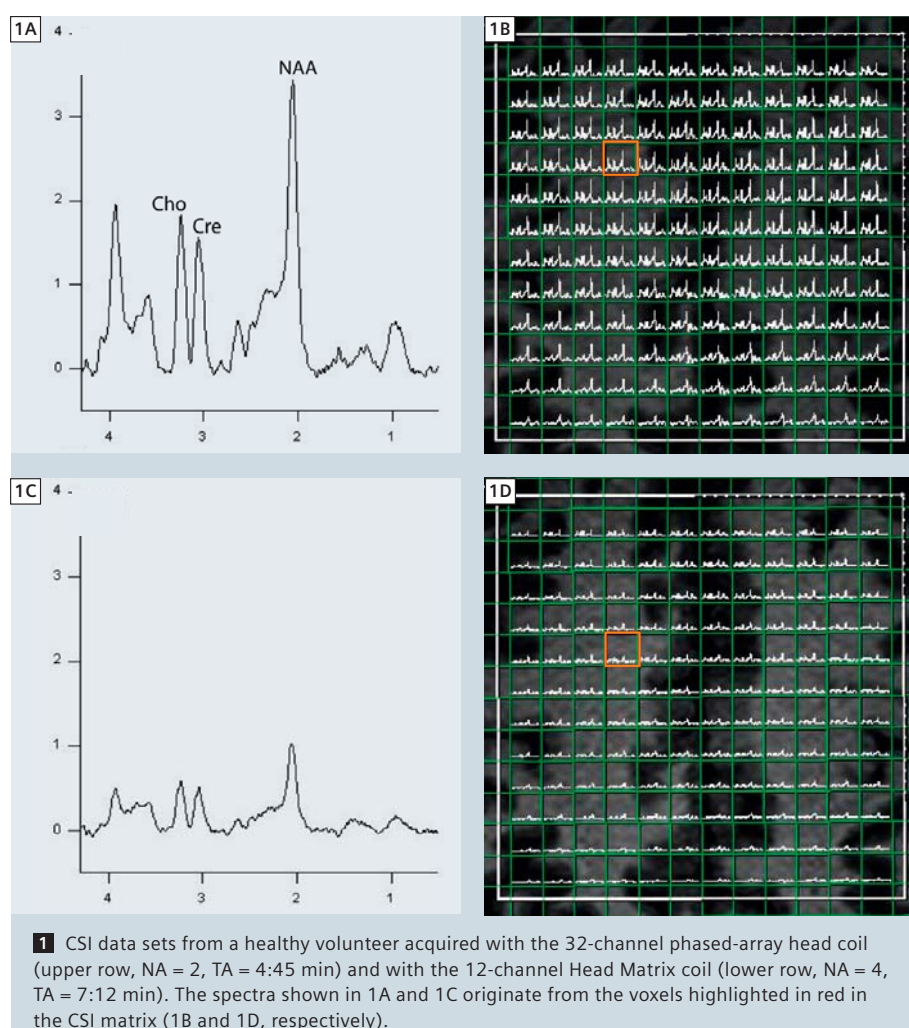 1A
4
3
2
1
0
4
3
2
1
Cho
Cre
NAA
1B
1C
4
3
2
1
0
4
3
2
1
1D
1 CSI data sets from a healthy volunteer acquired with the 32-channel phased-array head coil
(upper row, NA = 2, TA = 4:45 min) and with the 12-channel Head Matrix coil (lower row, NA = 4,
TA = 7:12 min). The spectra shown in 1A and 1C originate from the voxels highlighted in red in
the CSI matrix (1B and 1D, respectively).